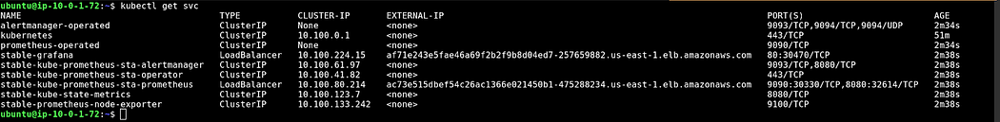 ubuntu@ip-10-0-1-72:~$ kubectl get svc
NAME TYPE CLUSTER-IP EXTERNAL-IP PORT(S) AGE
alertmanager-operated ClusterIP None <none> 9093/TCP,9094/TCP,9094/UDP 2m34s
kubernetes ClusterIP 10.100.0.1 <none> 443/TCP 51m
prometheus-operated ClusterIP None <none> 9090/TCP 2m34s
stable-grafana LoadBalancer 10.100.224.15 af71e243e5fae46a69f2b2f9b8d04ed7-257659882.us-east-1.elb.amazonaws.com 80:30470/TCP 2m38s
stable-kube-prometheus-sta-alertmanager ClusterIP 10.100.61.97 <none> 9093/TCP,8080/TCP 2m38s
stable-kube-prometheus-sta-operator ClusterIP 10.100.41.82 <none> 443/TCP 2m38s
stable-kube-prometheus-sta-prometheus LoadBalancer 10.100.80.214 ac73e515dbef54c26ac1366e021450b1-475288234.us-east-1.elb.amazonaws.com 9090:30330/TCP,8080:32614/TCP 2m38s
stable-kube-state-metrics ClusterIP 10.100.123.7 <none> 8080/TCP 2m38s
stable-prometheus-node-exporter ClusterIP 10.100.133.242 <none> 9100/TCP 2m38s
ubuntu@ip-10-0-1-72:~$